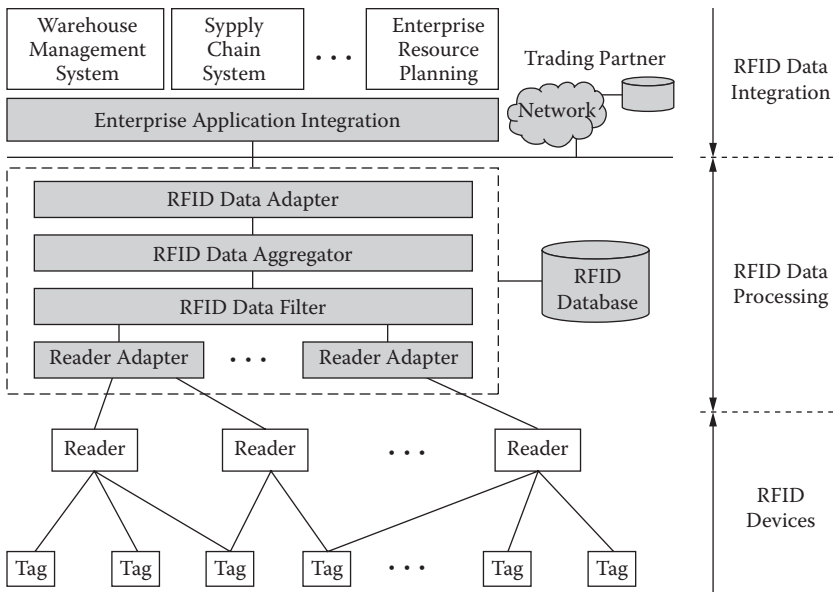 Warehouse
Management
System
Sypply
Chain
System
• • •
Enterprise
Resource
Planning
Trading Partner
Network
RFID Data
Integration
Enterprise Application Integration
RFID Data Adapter
RFID Data Aggregator
RFID Data Filter
Reader Adapter
• • •
Reader Adapter
RFID
Database
RFID Data
Processing
Reader
Reader
• • •
Reader
Tag
Tag
Tag
Tag
• • •
Tag
Tag
RFID
Devices